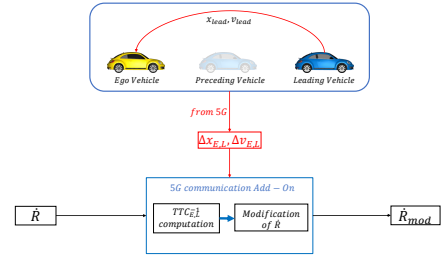 x_lead, v_lead
Ego Vehicle
Preceding Vehicle
Leading Vehicle
from 5G
Δx_E,L, Δv_E,L
5G communication Add − On
Ṙ
TTC_E,L^−1
computation
Modification
of Ṙ
Ṙ_mod